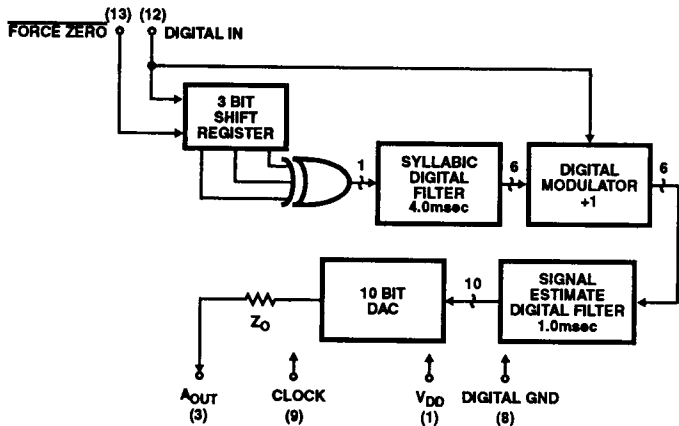 (13) (12)
FORCE ZERO DIGITAL IN
3 BIT
SHIFT
REGISTER
1
SYLLABIC
DIGITAL
FILTER
4.0msec
6
DIGITAL
MODULATOR
+1
6
10 BIT
DAC
10
SIGNAL
ESTIMATE
DIGITAL FILTER
1.0msec
ZO
AOUT
(3)
CLOCK
(9)
VDD
(1)
DIGITAL GND
(8)